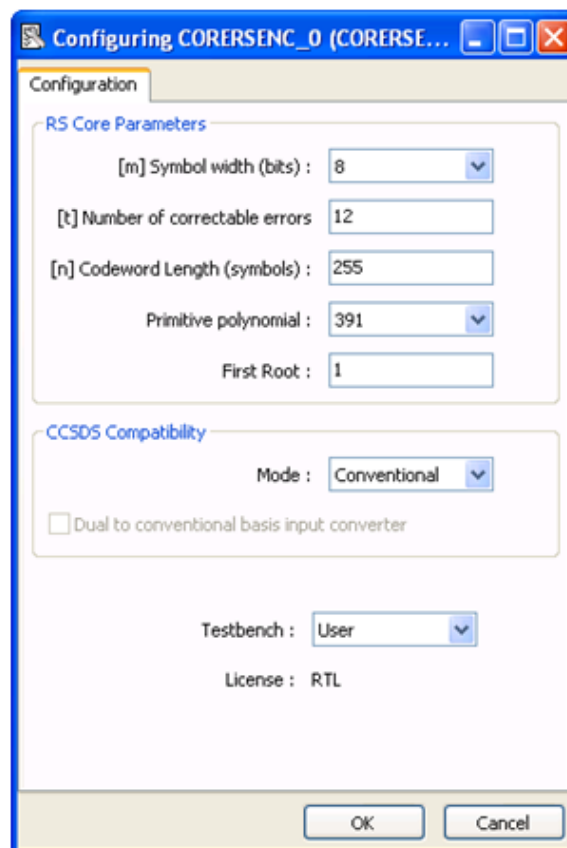 Configuring CORERSENC_0 (CORERSE...
Configuration
RS Core Parameters
[m] Symbol width (bits) : 8
[t] Number of correctable errors 12
[n] Codeword Length (symbols) : 255
Primitive polynomial : 391
First Root : 1
CCSDS Compatibility
Mode : Conventional
Dual to conventional basis input converter
Testbench : User
License : RTL
OK Cancel